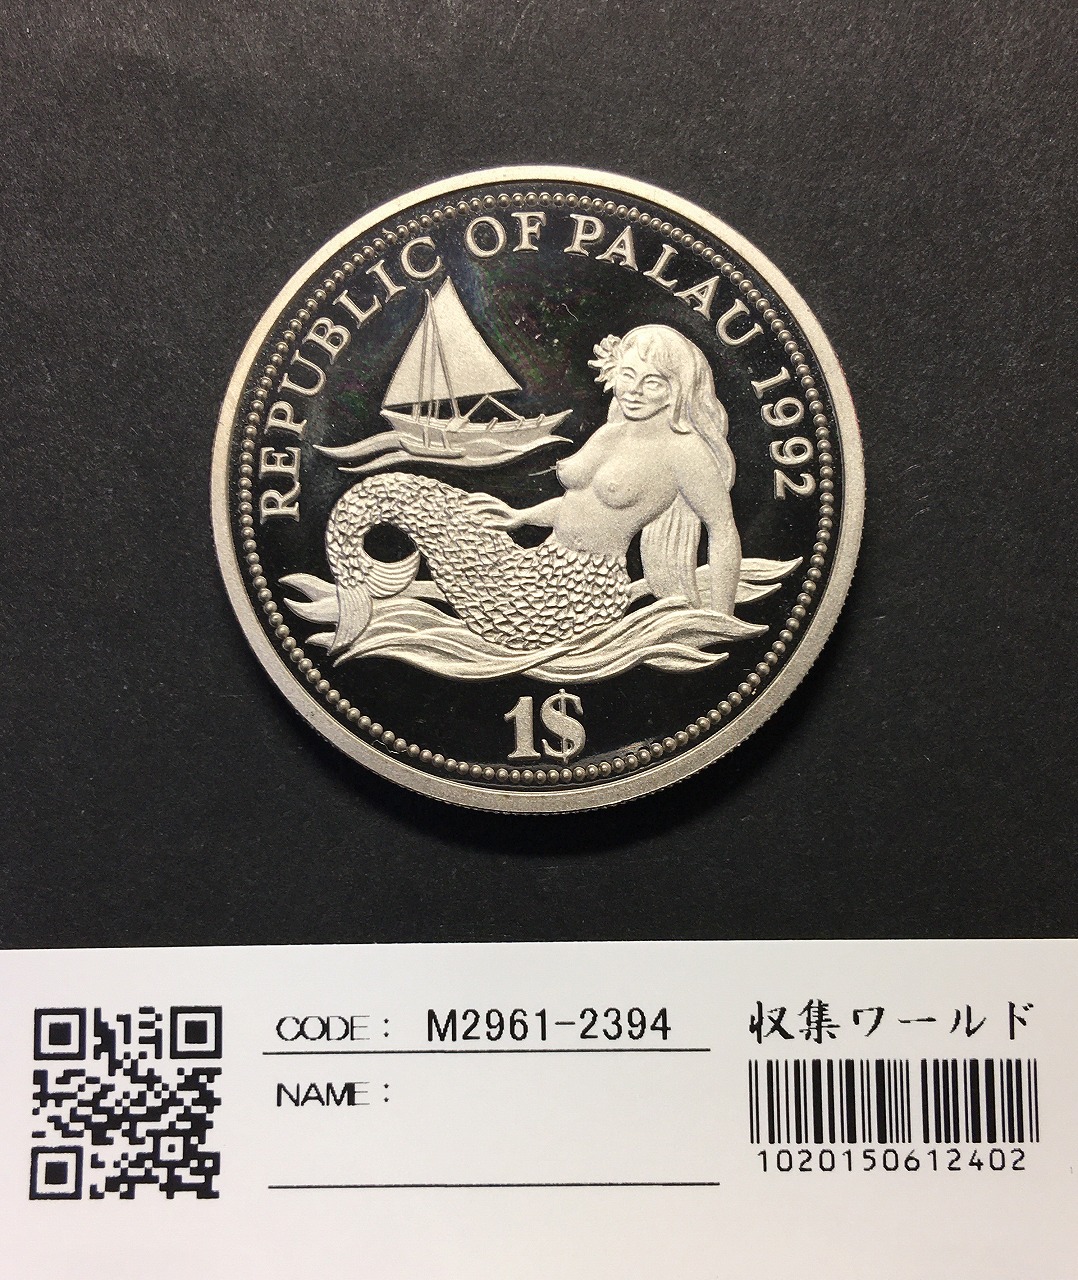 REPUBLIC OF PALAU 1992
1$
CODE : M2961-2394
収集ワールド
NAME :
1020150612402